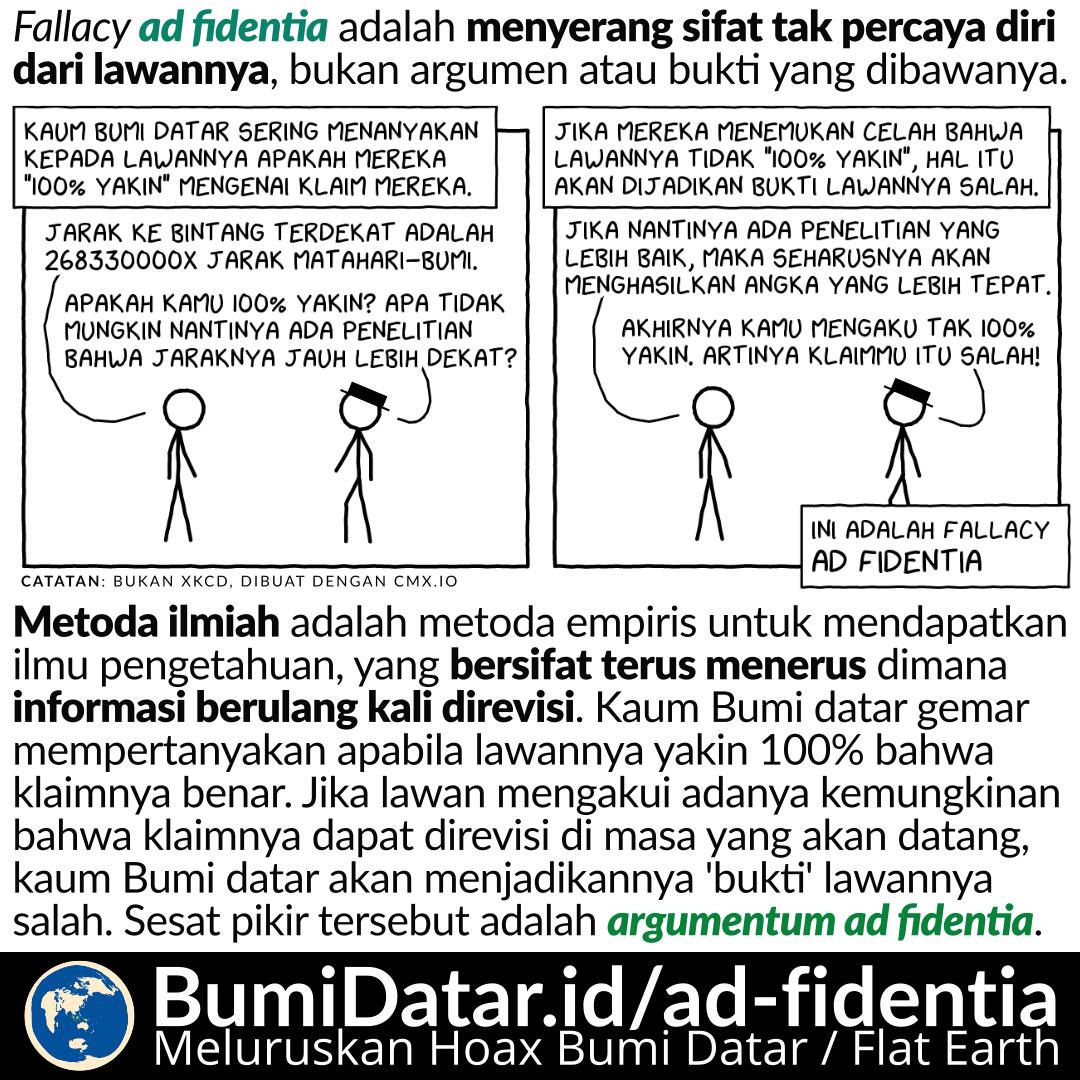 Fallacy ad fidentia adalah menyerang sifat tak percaya diri
dari lawannya, bukan argumen atau bukti yang dibawanya.
KAUM BUMI DATAR SERING MENANYAKAN
KEPADA LAWANNYA APAKAH MEREKA
"100% YAKIN" MENGENAI KLAIM MEREKA.
JARAK KE BINTANG TERDEKAT ADALAH
268330000X JARAK MATAHARI-BUMI.
APAKAH KAMU 100% YAKIN? APA TIDAK
MUNGKIN NANTINYA ADA PENELITIAN
BAHWA JARAKNYA JAUH LEBIH DEKAT?
JIKA MEREKA MENEMUKAN CELAH BAHWA
LAWANNYA TIDAK "100% YAKIN", HAL ITU
AKAN DIJADIKAN BUKTI LAWANNYA SALAH.
JIKA NANTINYA ADA PENELITIAN YANG
LEBIH BAIK, MAKA SEHARUSNYA AKAN
MENGHASILKAN ANGKA YANG LEBIH TEPAT.
AKHIRNYA KAMU MENGAKU TAK 100%
YAKIN. ARTINYA KLAIMMU ITU SALAH!
INI ADALAH FALLACY
AD FIDENTIA
CATATAN: BUKAN XKCD, DIBUAT DENGAN CMX.IO
Metoda ilmiah adalah metoda empiris untuk mendapatkan
ilmu pengetahuan, yang bersifat terus menerus dimana
informasi berulang kali direvisi. Kaum Bumi datar gemar
mempertanyakan apabila lawannya yakin 100% bahwa
klaimnya benar. Jika lawan mengakui adanya kemungkinan
bahwa klaimnya dapat direvisi di masa yang akan datang,
kaum Bumi datar akan menjadikannya 'bukti' lawannya
salah. Sesat pikir tersebut adalah argumentum ad fidentia.
BumiDatar.id/ad-fidentia
Meluruskan Hoax Bumi Datar / Flat Earth